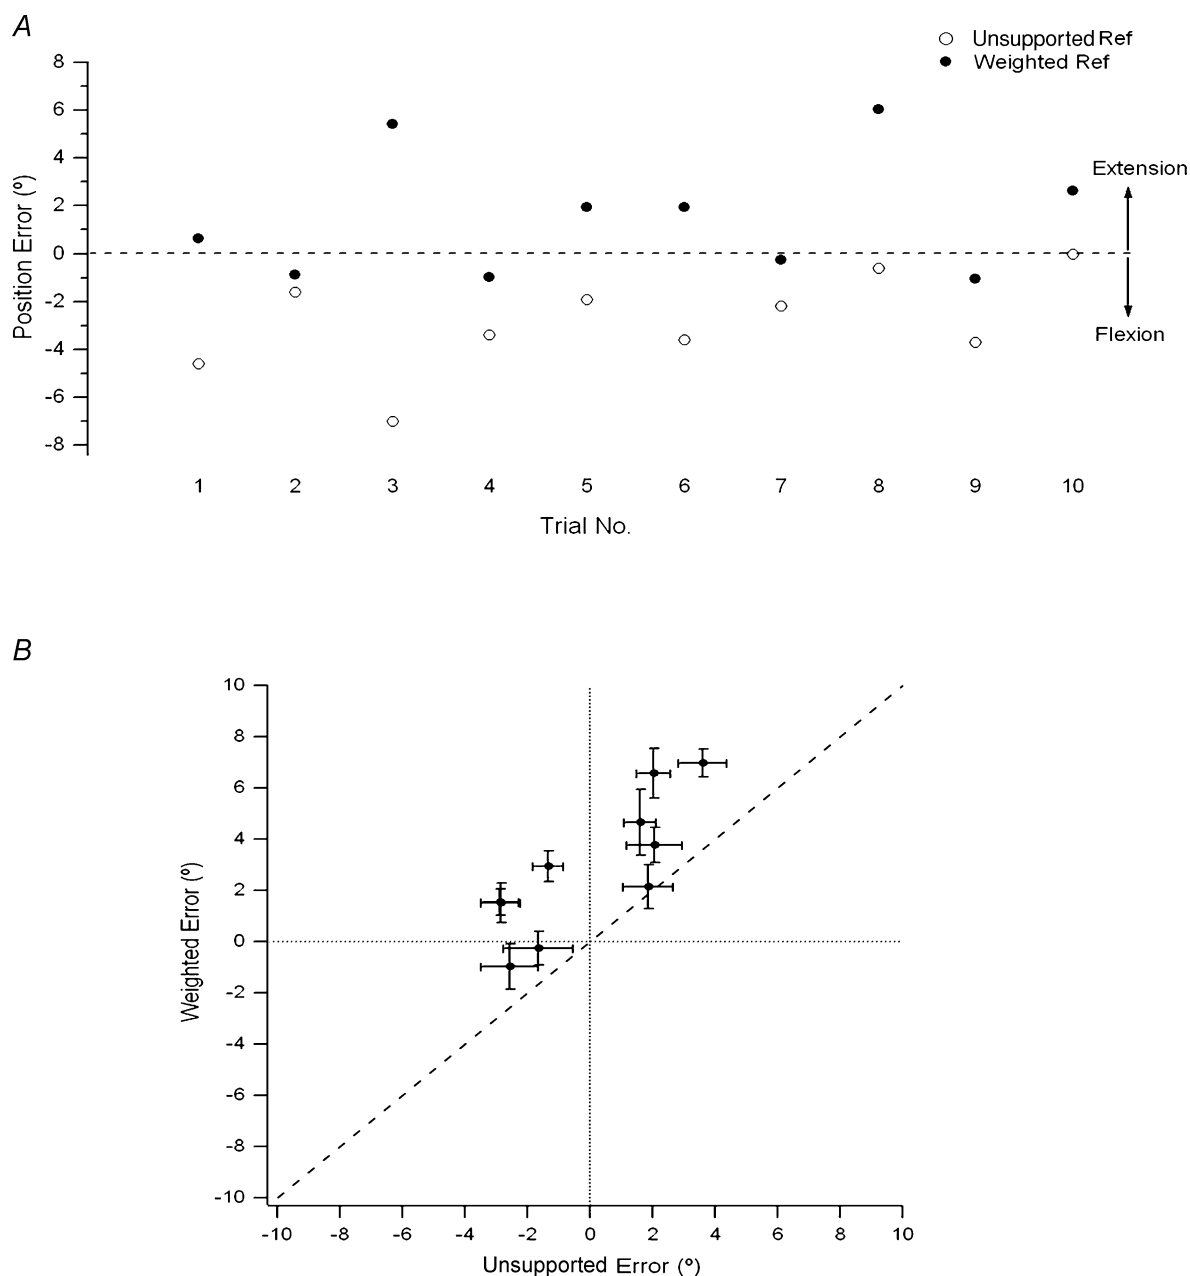 A
Unsupported Ref
Weighted Ref
8
6
4
2
0
-2
-4
-6
-8
Position Error (º)
Extension
Flexion
1 2 3 4 5 6 7 8 9 10
Trial No.
B
10
8
6
4
2
0
-2
-4
-6
-8
-10
Weighted Error (º)
-10 -8 -6 -4 -2 0 2 4 6 8 10
Unsupported Error (º)